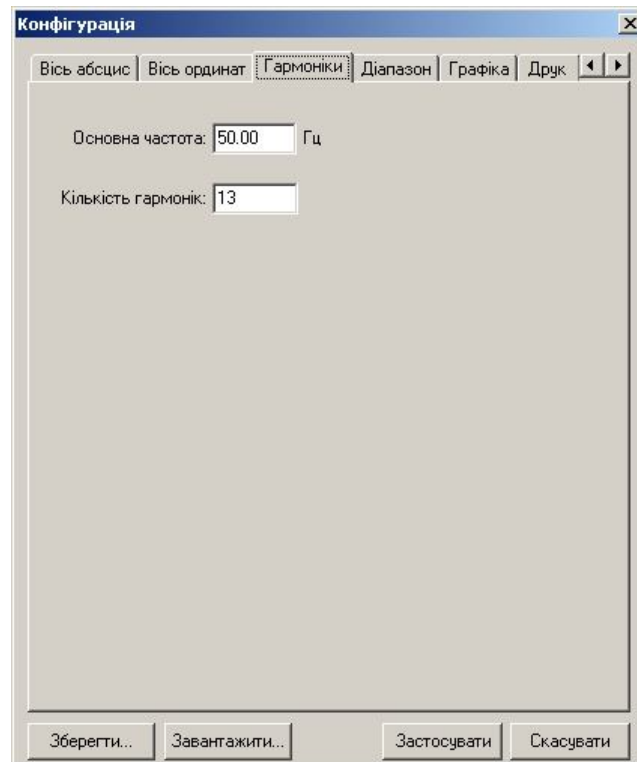 Конфігурація
Вісь абсцис Вісь ординат Гармоніки Діапазон Графіка Друк
Основна частота: 50.00 Гц
Кількість гармонік: 13
Зберегти... Завантажити... Застосувати Скасувати